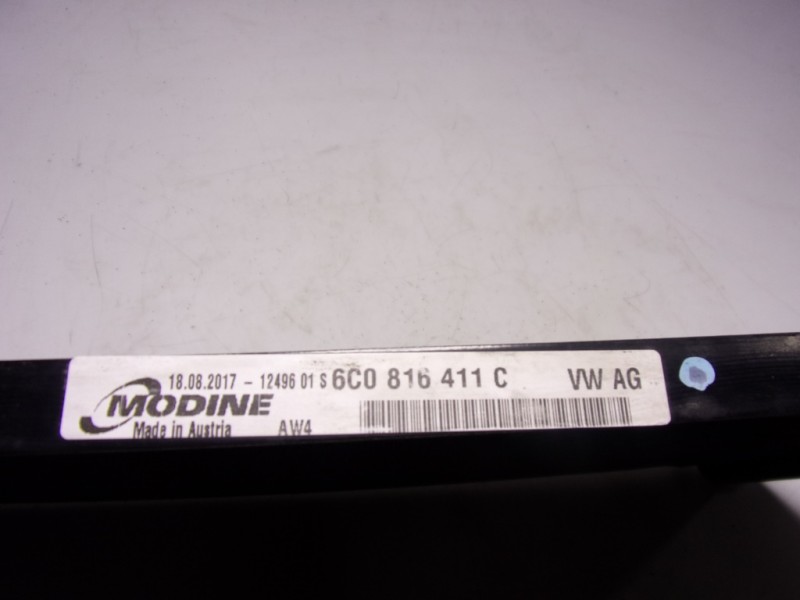 18.08.2017 - 12496 01 S 6C0 816 411 C VW AG
MODINE
Made in Austria AW4